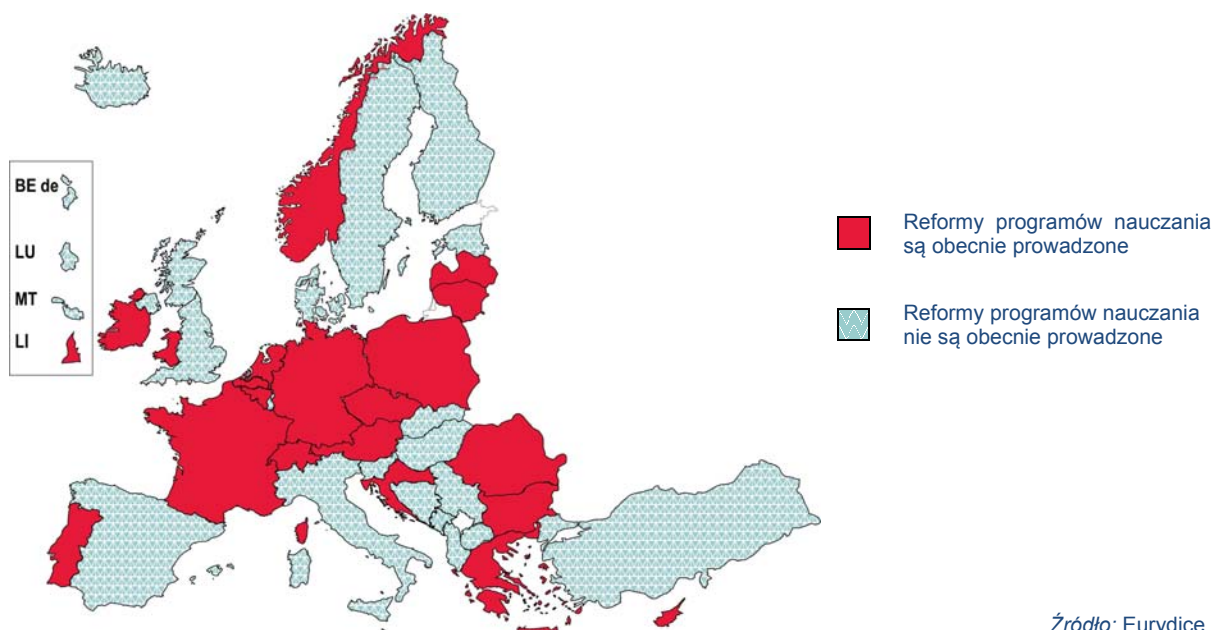 BE de
LU
MT
LI
Reformy programów nauczania
są obecnie prowadzone
Reformy programów nauczania
nie są obecnie prowadzone
Źródło: Eurydice